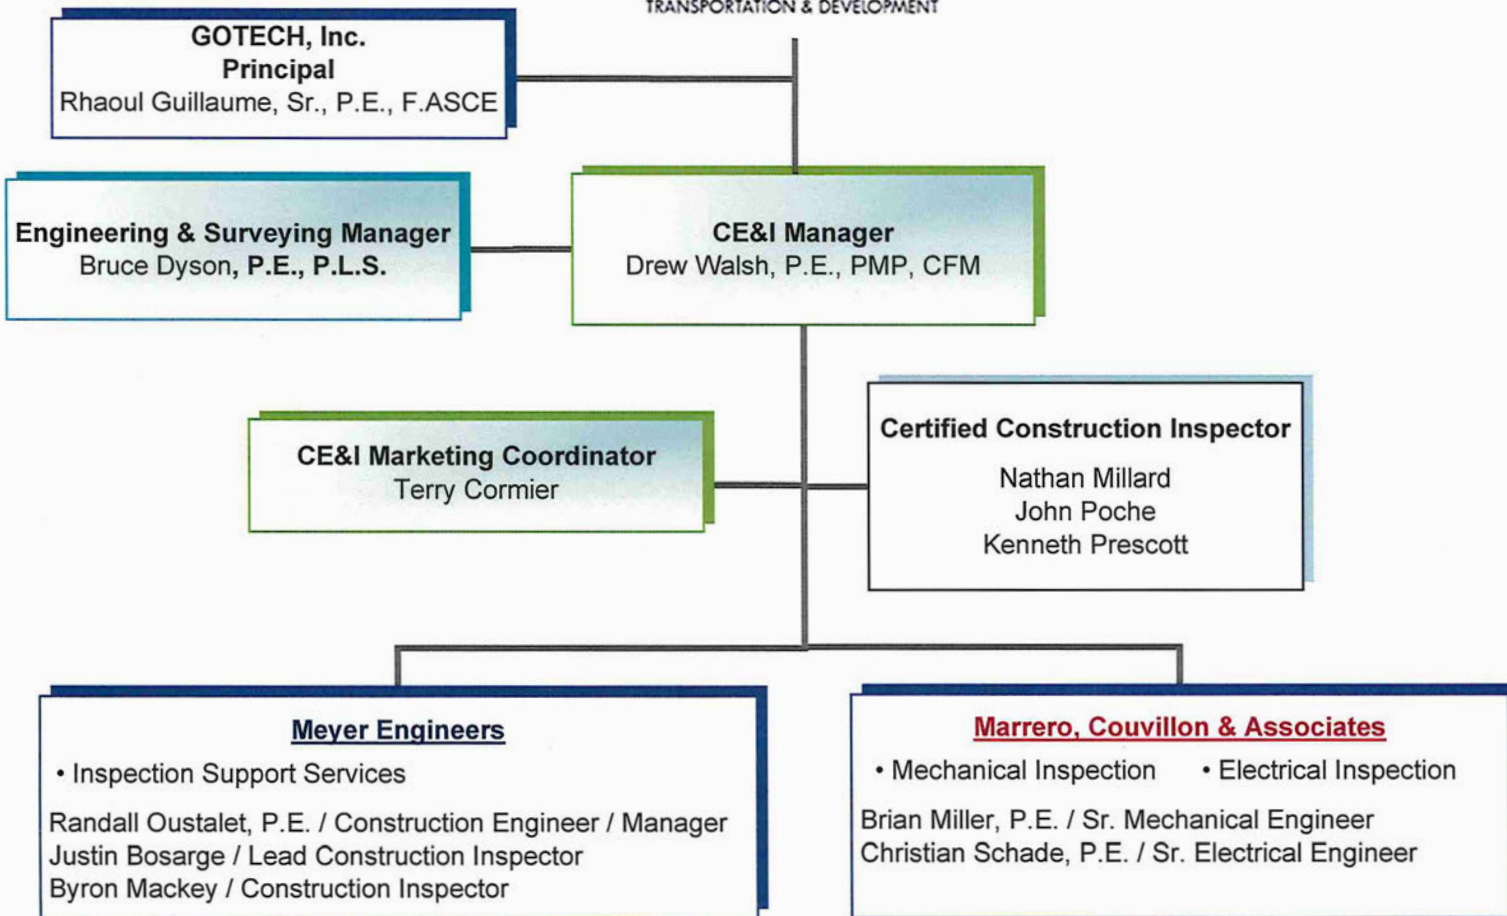 TRANSPORTATION & DEVELOPMENT
GOTECH, Inc.
Principal
Rhaoul Guillaume, Sr., P.E., F.ASCE
Engineering & Surveying Manager
Bruce Dyson, P.E., P.L.S.
CE&I Manager
Drew Walsh, P.E., PMP, CFM
CE&I Marketing Coordinator
Terry Cormier
Certified Construction Inspector
Nathan Millard
John Poche
Kenneth Prescott
Meyer Engineers
• Inspection Support Services
Randall Oustalet, P.E. / Construction Engineer / Manager
Justin Bosarge / Lead Construction Inspector
Byron Mackey / Construction Inspector
Marrero, Couvillon & Associates
• Mechanical Inspection • Electrical Inspection
Brian Miller, P.E. / Sr. Mechanical Engineer
Christian Schade, P.E. / Sr. Electrical Engineer